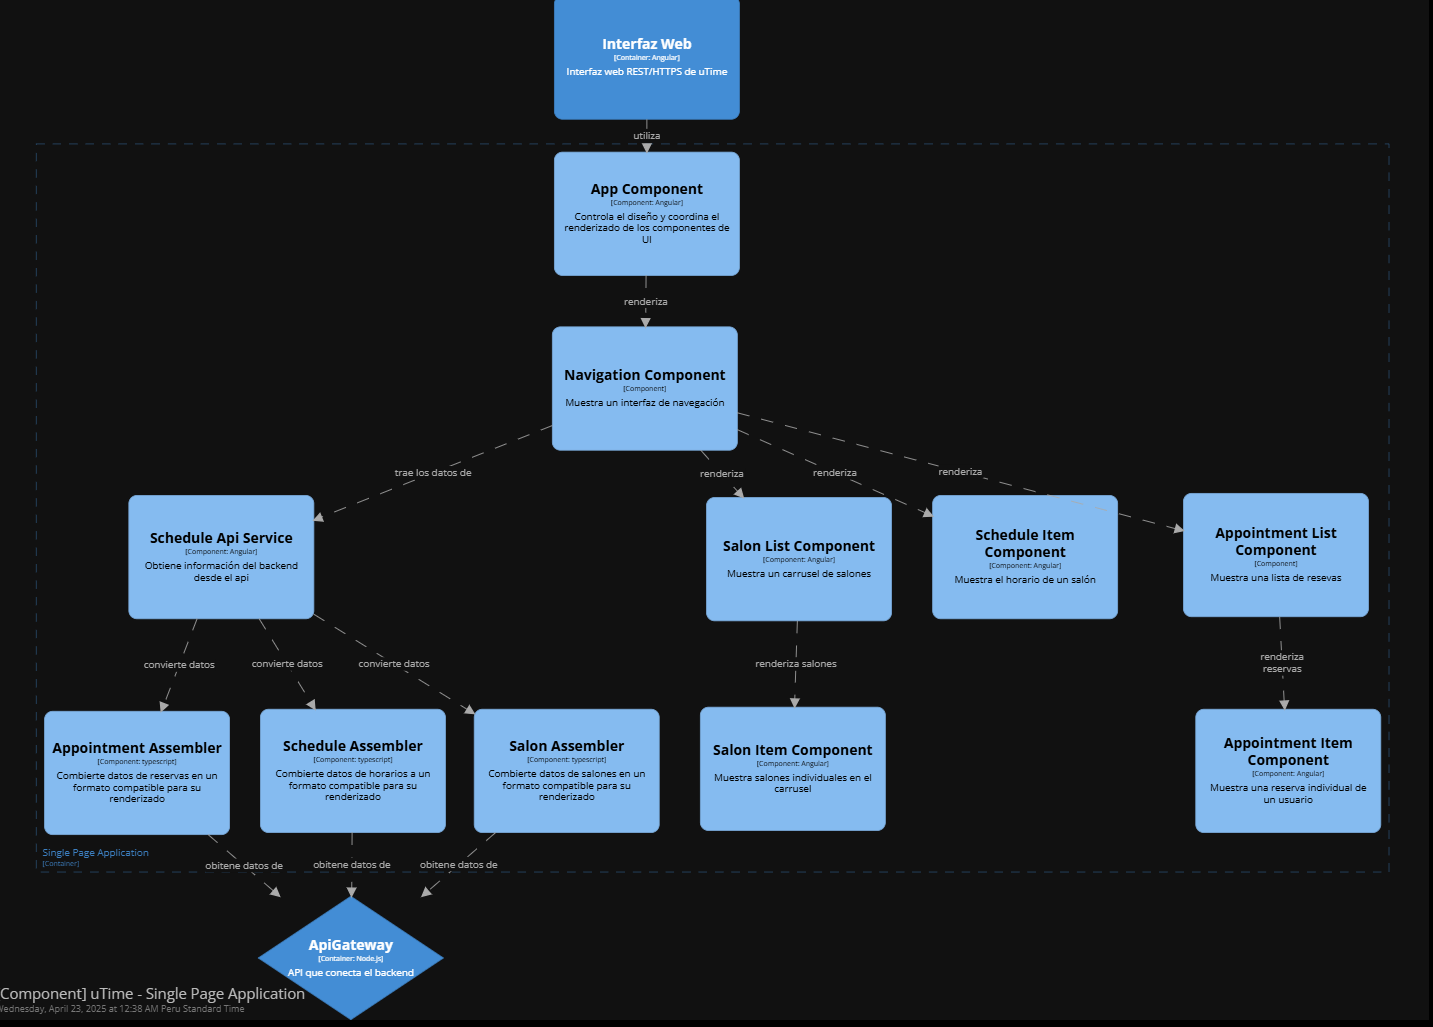 Interfaz Web
[Container: Angular]
Interfaz web REST/HTTPS de uTime
utiliza
App Component
[Component: Angular]
Controla el diseño y coordina el
renderizado de los componentes de
UI
renderiza
Navigation Component
[Component]
Muestra un interfaz de navegación
trae los datos de
renderiza
renderiza
renderiza
Schedule Api Service
[Component: Angular]
Obtiene información del backend
desde el api
Salon List Component
[Component: Angular]
Muestra un carrusel de salones
Schedule Item
Component
[Component: Angular]
Muestra el horario de un salón
Appointment List
Component
[Component]
Muestra una lista de resevas
convierte datos
convierte datos
convierte datos
renderiza salones
renderiza
reservas
Appointment Assembler
[Component: typescript]
Combierte datos de reservas en un
formato compatible para su
renderizado
Schedule Assembler
[Component: typescript]
Combierte datos de horarios a un
formato compatible para su
renderizado
Salon Assembler
[Component: typescript]
Combierte datos de salones en un
formato compatible para su
renderizado
Salon Item Component
[Component: Angular]
Muestra salones individuales en el
carrusel
Appointment Item
Component
[Component: Angular]
Muestra una reserva individual de
un usuario
Single Page Application
[Container]
obitene datos de
obitene datos de
obitene datos de
ApiGateway
[Container: Node.js]
API que conecta el backend
Component] uTime - Single Page Application
Wednesday, April 23, 2025 at 12:38 AM Peru Standard Time